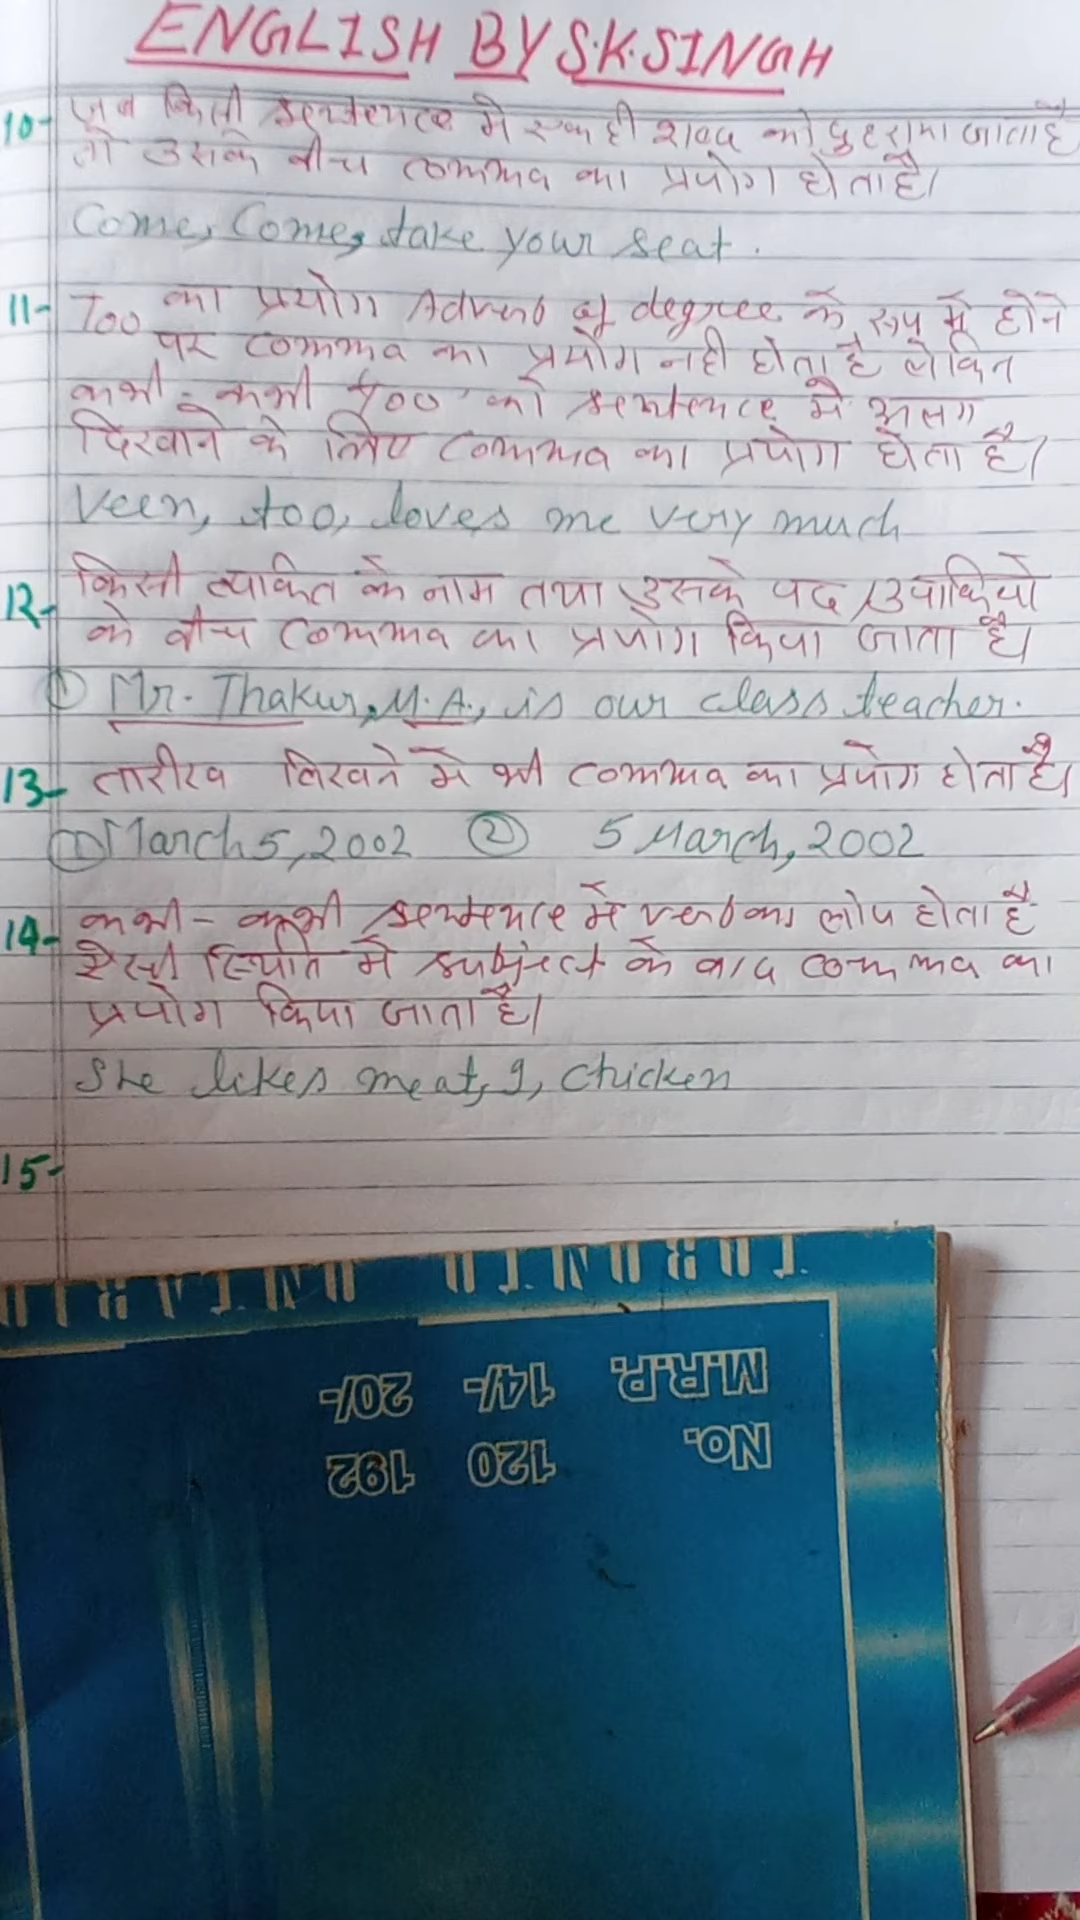 ENGLISH BY S.K.SINGH
10- जब किसी sentence मे एक ही शब्द को दुहराया जाता है
तो उसके बीच comma का प्रयोग होता है।
Come, Come, take your seat.
11- Too का प्रयोग Adverb of degree के रूप में होने
पर comma का प्रयोग नही होता है लेकिन
कभी-कभी too को sentence मे अलग
दिखाने के लिए comma का प्रयोग होता है।
Veen, too, loves me very much
12- किसी व्यक्ति के नाम तथा उसके पद/उपाधियो
के बीच comma का प्रयोग किया जाता है।
① Mr. Thakur, M.A., is our class teacher.
13- तारीख लिखने मे भी comma का प्रयोग होता है।
① March 5, 2002 ② 5 March, 2002
14- कभी-कभी sentence में verb का लोप होता है
ऐसी स्थिति मे subject के बाद comma का
प्रयोग किया जाता है।
She likes meat, I, chicken
15-
No. 120 192
M.R.P. 14/- 20/-